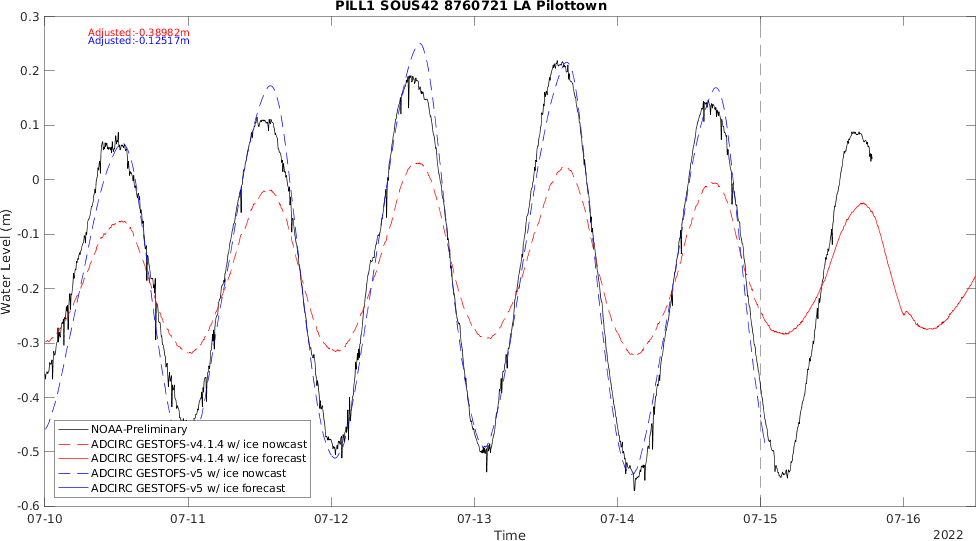 PILL1 SOUS42 8760721 LA Pilottown
Adjusted:-0.38982m
Adjusted:-0.12517m
0.3
0.2
0.1
0
-0.1
-0.2
-0.3
-0.4
-0.5
-0.6
Water Level (m)
NOAA-Preliminary
ADCIRC GESTOFS-v4.1.4 w/ ice nowcast
ADCIRC GESTOFS-v4.1.4 w/ ice forecast
ADCIRC GESTOFS-v5 w/ ice nowcast
ADCIRC GESTOFS-v5 w/ ice forecast
07-10 07-11 07-12 07-13 07-14 07-15 07-16
Time
2022